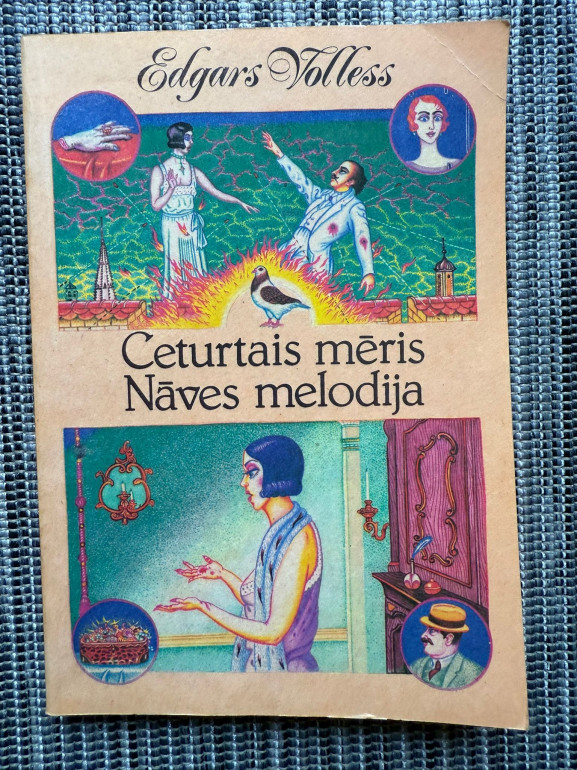 Edgars Volless
Ceturtais mēris
Nāves melodija